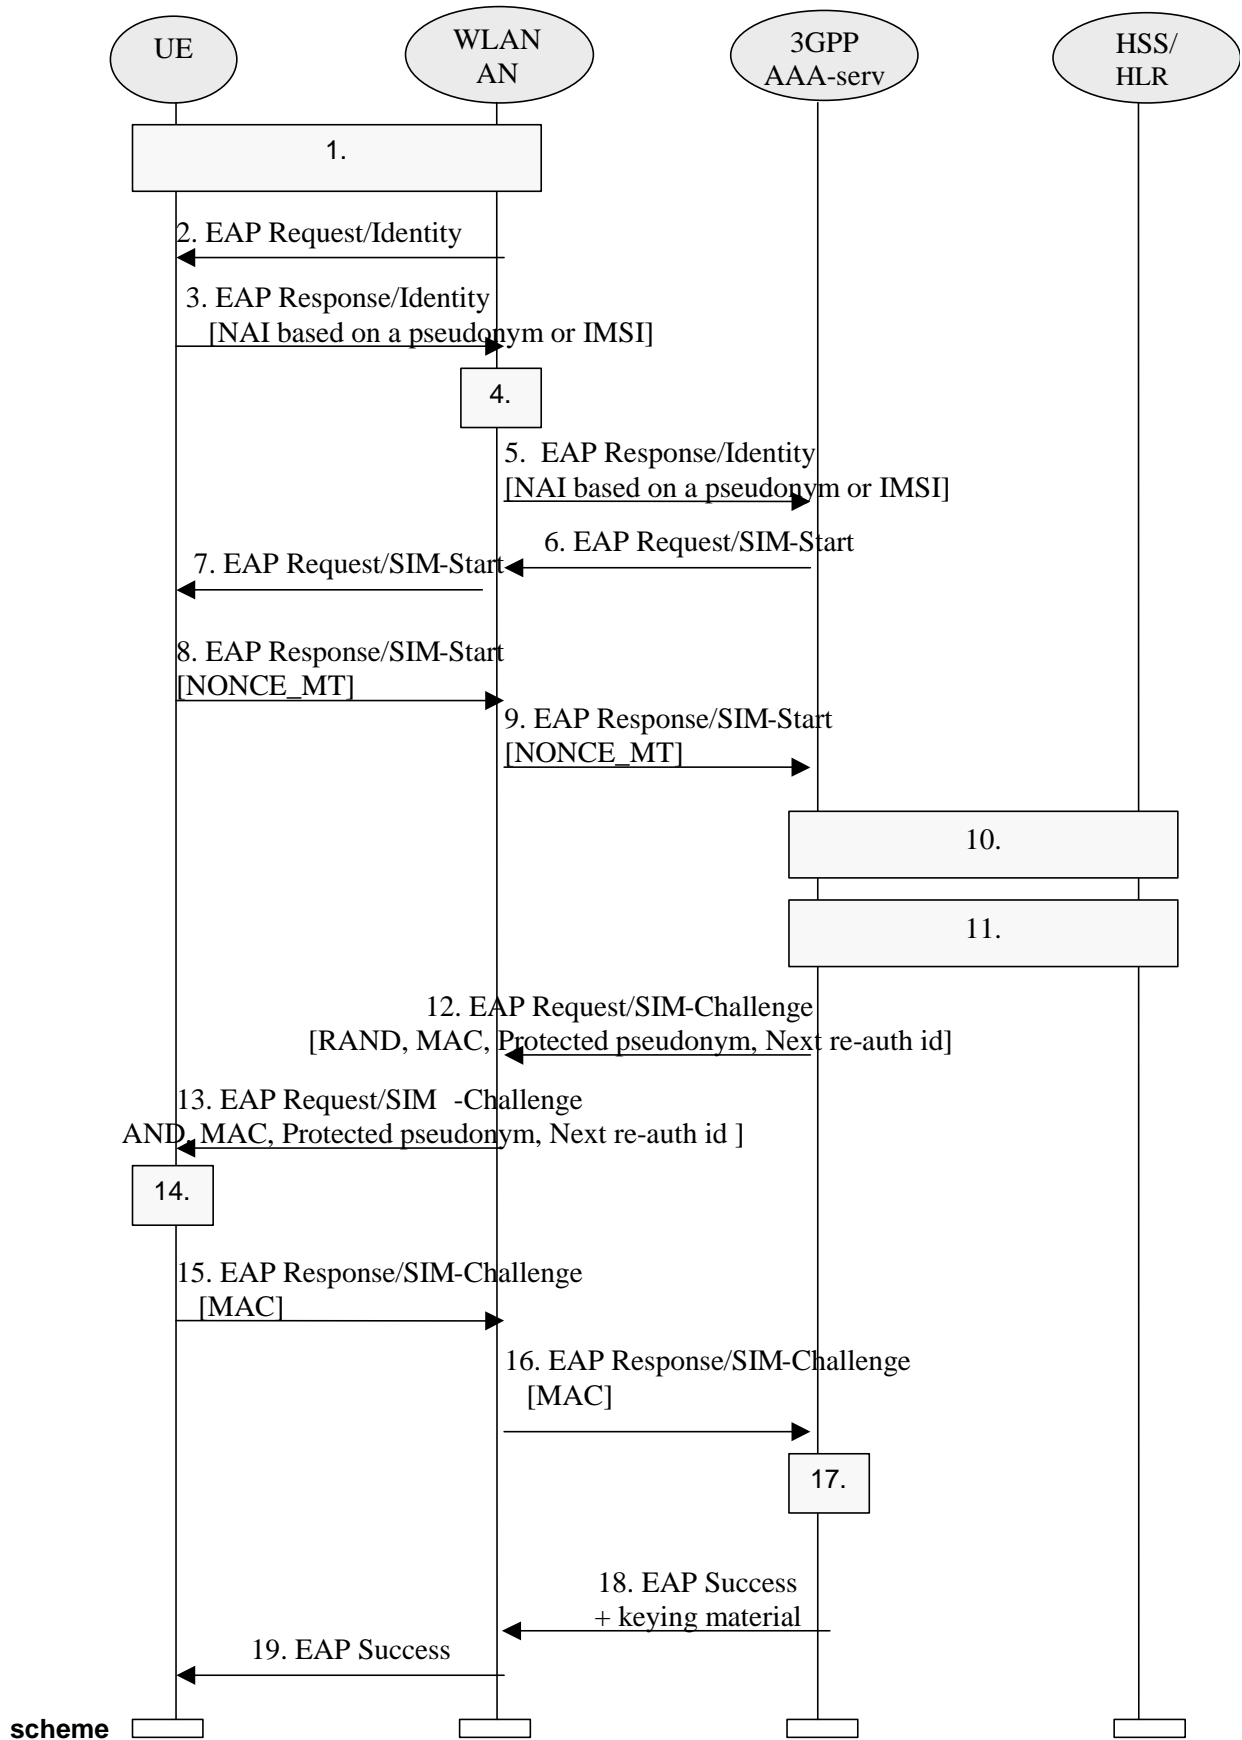 UE
WLAN
AN
3GPP
AAA-serv
HSS/
HLR
1.
2. EAP Request/Identity
3. EAP Response/Identity
[NAI based on a pseudonym or IMSI]
4.
5. EAP Response/Identity
[NAI based on a pseudonym or IMSI]
6. EAP Request/SIM-Start
7. EAP Request/SIM-Start
8. EAP Response/SIM-Start
[NONCE_MT]
9. EAP Response/SIM-Start
[NONCE_MT]
10.
11.
12. EAP Request/SIM-Challenge
[RAND, MAC, Protected pseudonym, Next re-auth id]
13. EAP Request/SIM -Challenge
AND, MAC, Protected pseudonym, Next re-auth id ]
14.
15. EAP Response/SIM-Challenge
[MAC]
16. EAP Response/SIM-Challenge
[MAC]
17.
18. EAP Success
+ keying material
19. EAP Success
scheme